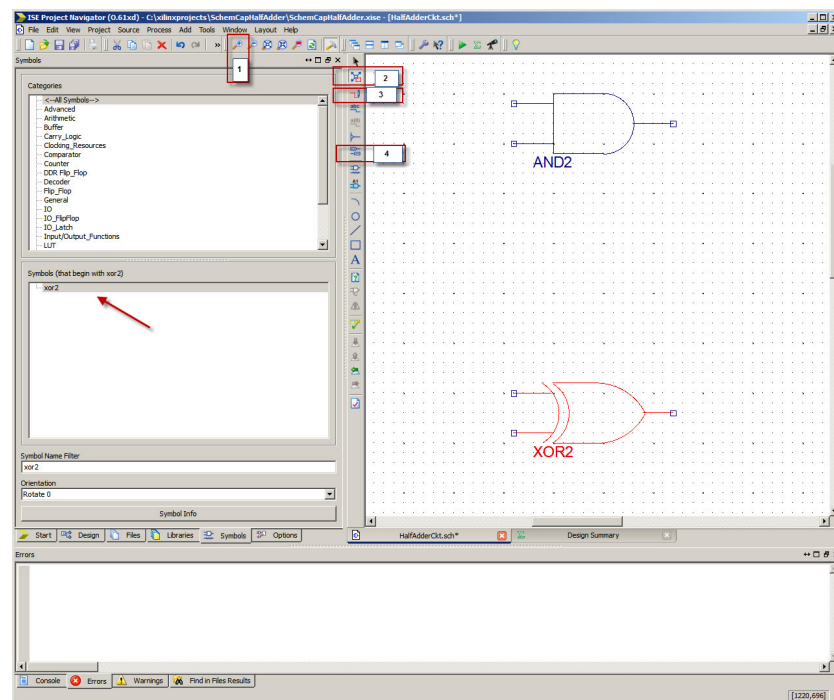 ISE Project Navigator (O.61xd) - C:\xilinxprojects\SchemCapHalfAdder\SchemCapHalfAdder.xise - [HalfAdderCkt.sch*]
File Edit View Project Source Process Add Tools Window Layout Help
Symbols
1
2
3
4
Categories
<--All Symbols-->
Advanced
Arithmetic
Buffer
Carry_Logic
Clocking_Resources
Comparator
Counter
DDR Flip_Flop
Decoder
Flip_Flop
General
IO
IO_FlipFlop
IO_Latch
Input/Output_Functions
LUT
Symbols (that begin with xor2)
xor2
Symbol Name Filter
xor2
Orientation
Rotate 0
Symbol Info
AND2
XOR2
Start Design Files Libraries Symbols Options
HalfAdderCkt.sch* Design Summary
Errors
Console Errors Warnings Find in Files Results
[1220,696]